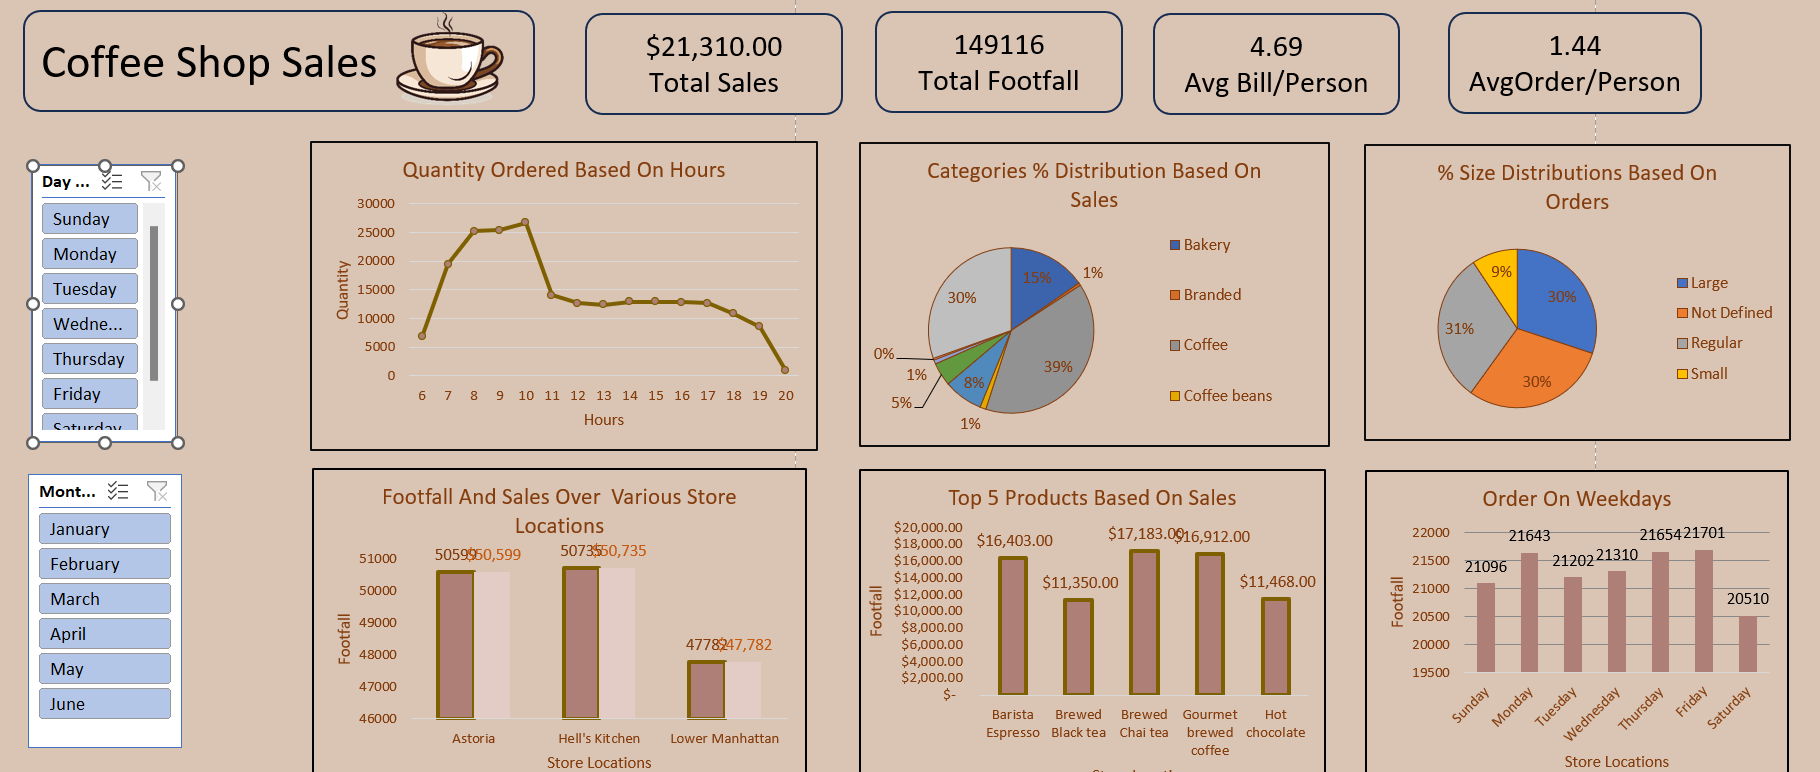 Coffee Shop Sales
$21,310.00
Total Sales
149116
Total Footfall
4.69
Avg Bill/Person
1.44
AvgOrder/Person
Day ...
Sunday
Monday
Tuesday
Wedne...
Thursday
Friday
Saturday
Mont...
January
February
March
April
May
June
Quantity Ordered Based On Hours
30000
25000
20000
15000
10000
5000
0
Quantity
6 7 8 9 10 11 12 13 14 15 16 17 18 19 20
Hours
Categories % Distribution Based On
Sales
15%
1%
39%
1%
8%
5%
1%
0%
30%
Bakery
Branded
Coffee
Coffee beans
% Size Distributions Based On
Orders
30%
30%
31%
9%
Large
Not Defined
Regular
Small
Footfall And Sales Over Various Store
Locations
51000
50000
49000
48000
47000
46000
Footfall
50599 $50,599
50735 $50,735
47782 $47,782
Astoria
Hell's Kitchen
Lower Manhattan
Store Locations
Top 5 Products Based On Sales
$20,000.00
$18,000.00
$16,000.00
$14,000.00
$12,000.00
$10,000.00
$8,000.00
$6,000.00
$4,000.00
$2,000.00
$-
Footfall
$16,403.00
$11,350.00
$17,183.00
$16,912.00
$11,468.00
Barista
Espresso
Brewed
Black tea
Brewed
Chai tea
Gourmet
brewed
coffee
Hot
chocolate
Order On Weekdays
22000
21500
21000
20500
20000
19500
Footfall
21096
21643
21202
21310
21654
21701
20510
Sunday
Monday
Tuesday
Wednesday
Thursday
Friday
Saturday
Store Locations